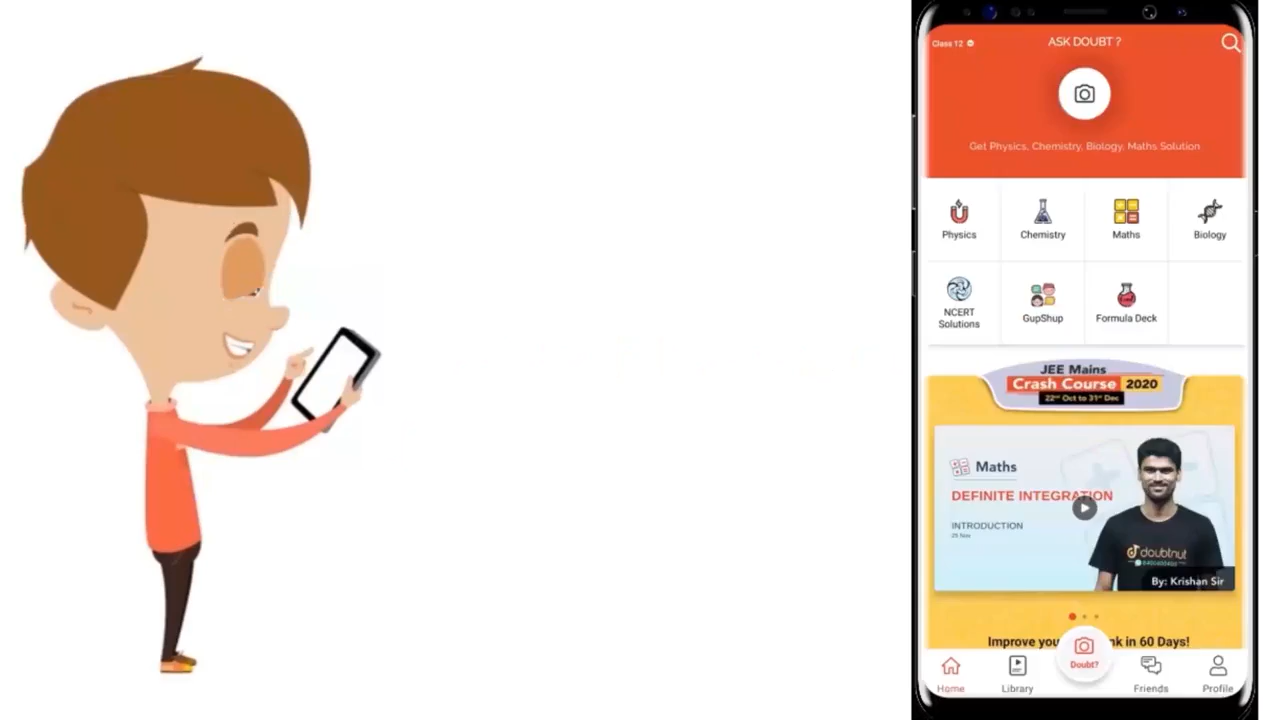 Class 12
ASK DOUBT ?
Get Physics, Chemistry, Biology, Maths Solution
Physics
Chemistry
Maths
Biology
NCERT
Solutions
GupShup
Formula Deck
JEE Mains
Crash Course 2020
22nd Oct to 31st Dec
Maths
DEFINITE INTEGRATION
INTRODUCTION
doubtnut
By: Krishan Sir
nk in 60 Days!
Improve you
Doubt?
Home
Library
Friends
Profile